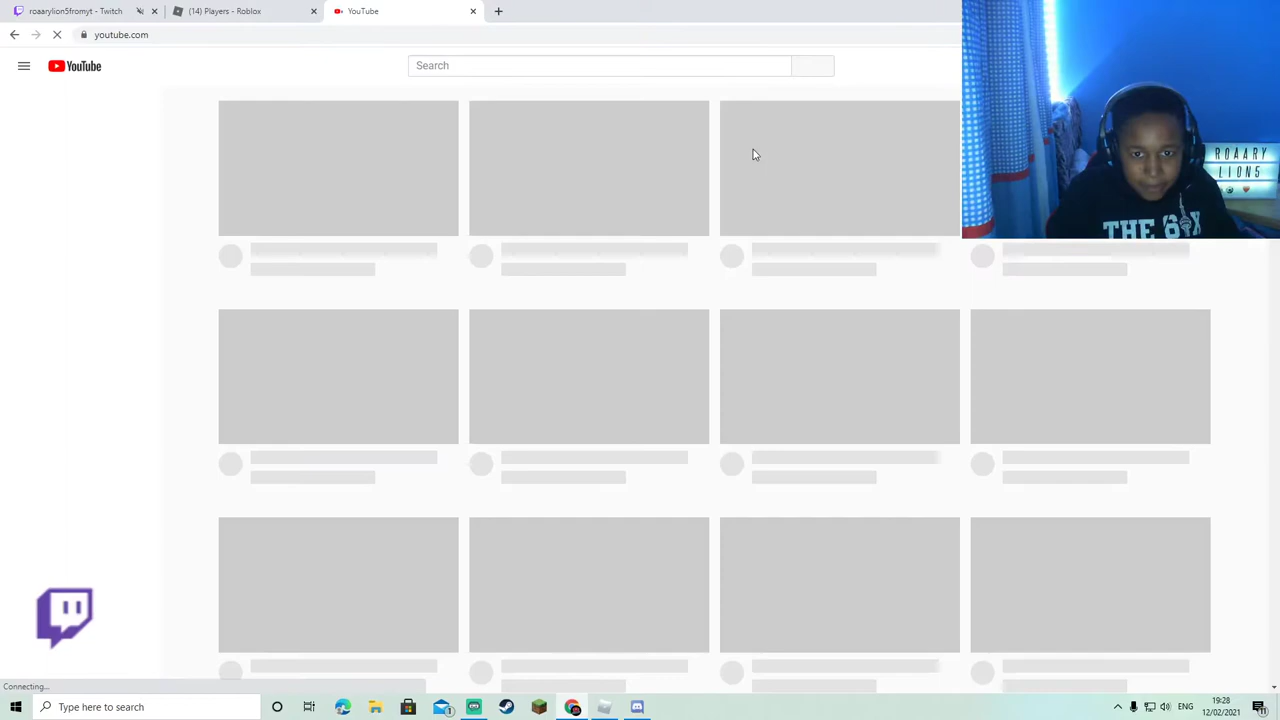 roaarylion5fromyt - Twitch
(14) Players - Roblox
YouTube
youtube.com
YouTube
Search
ROAARY
LION5
THE 6IX
Connecting...
Type here to search
ENG
19:28
12/02/2021